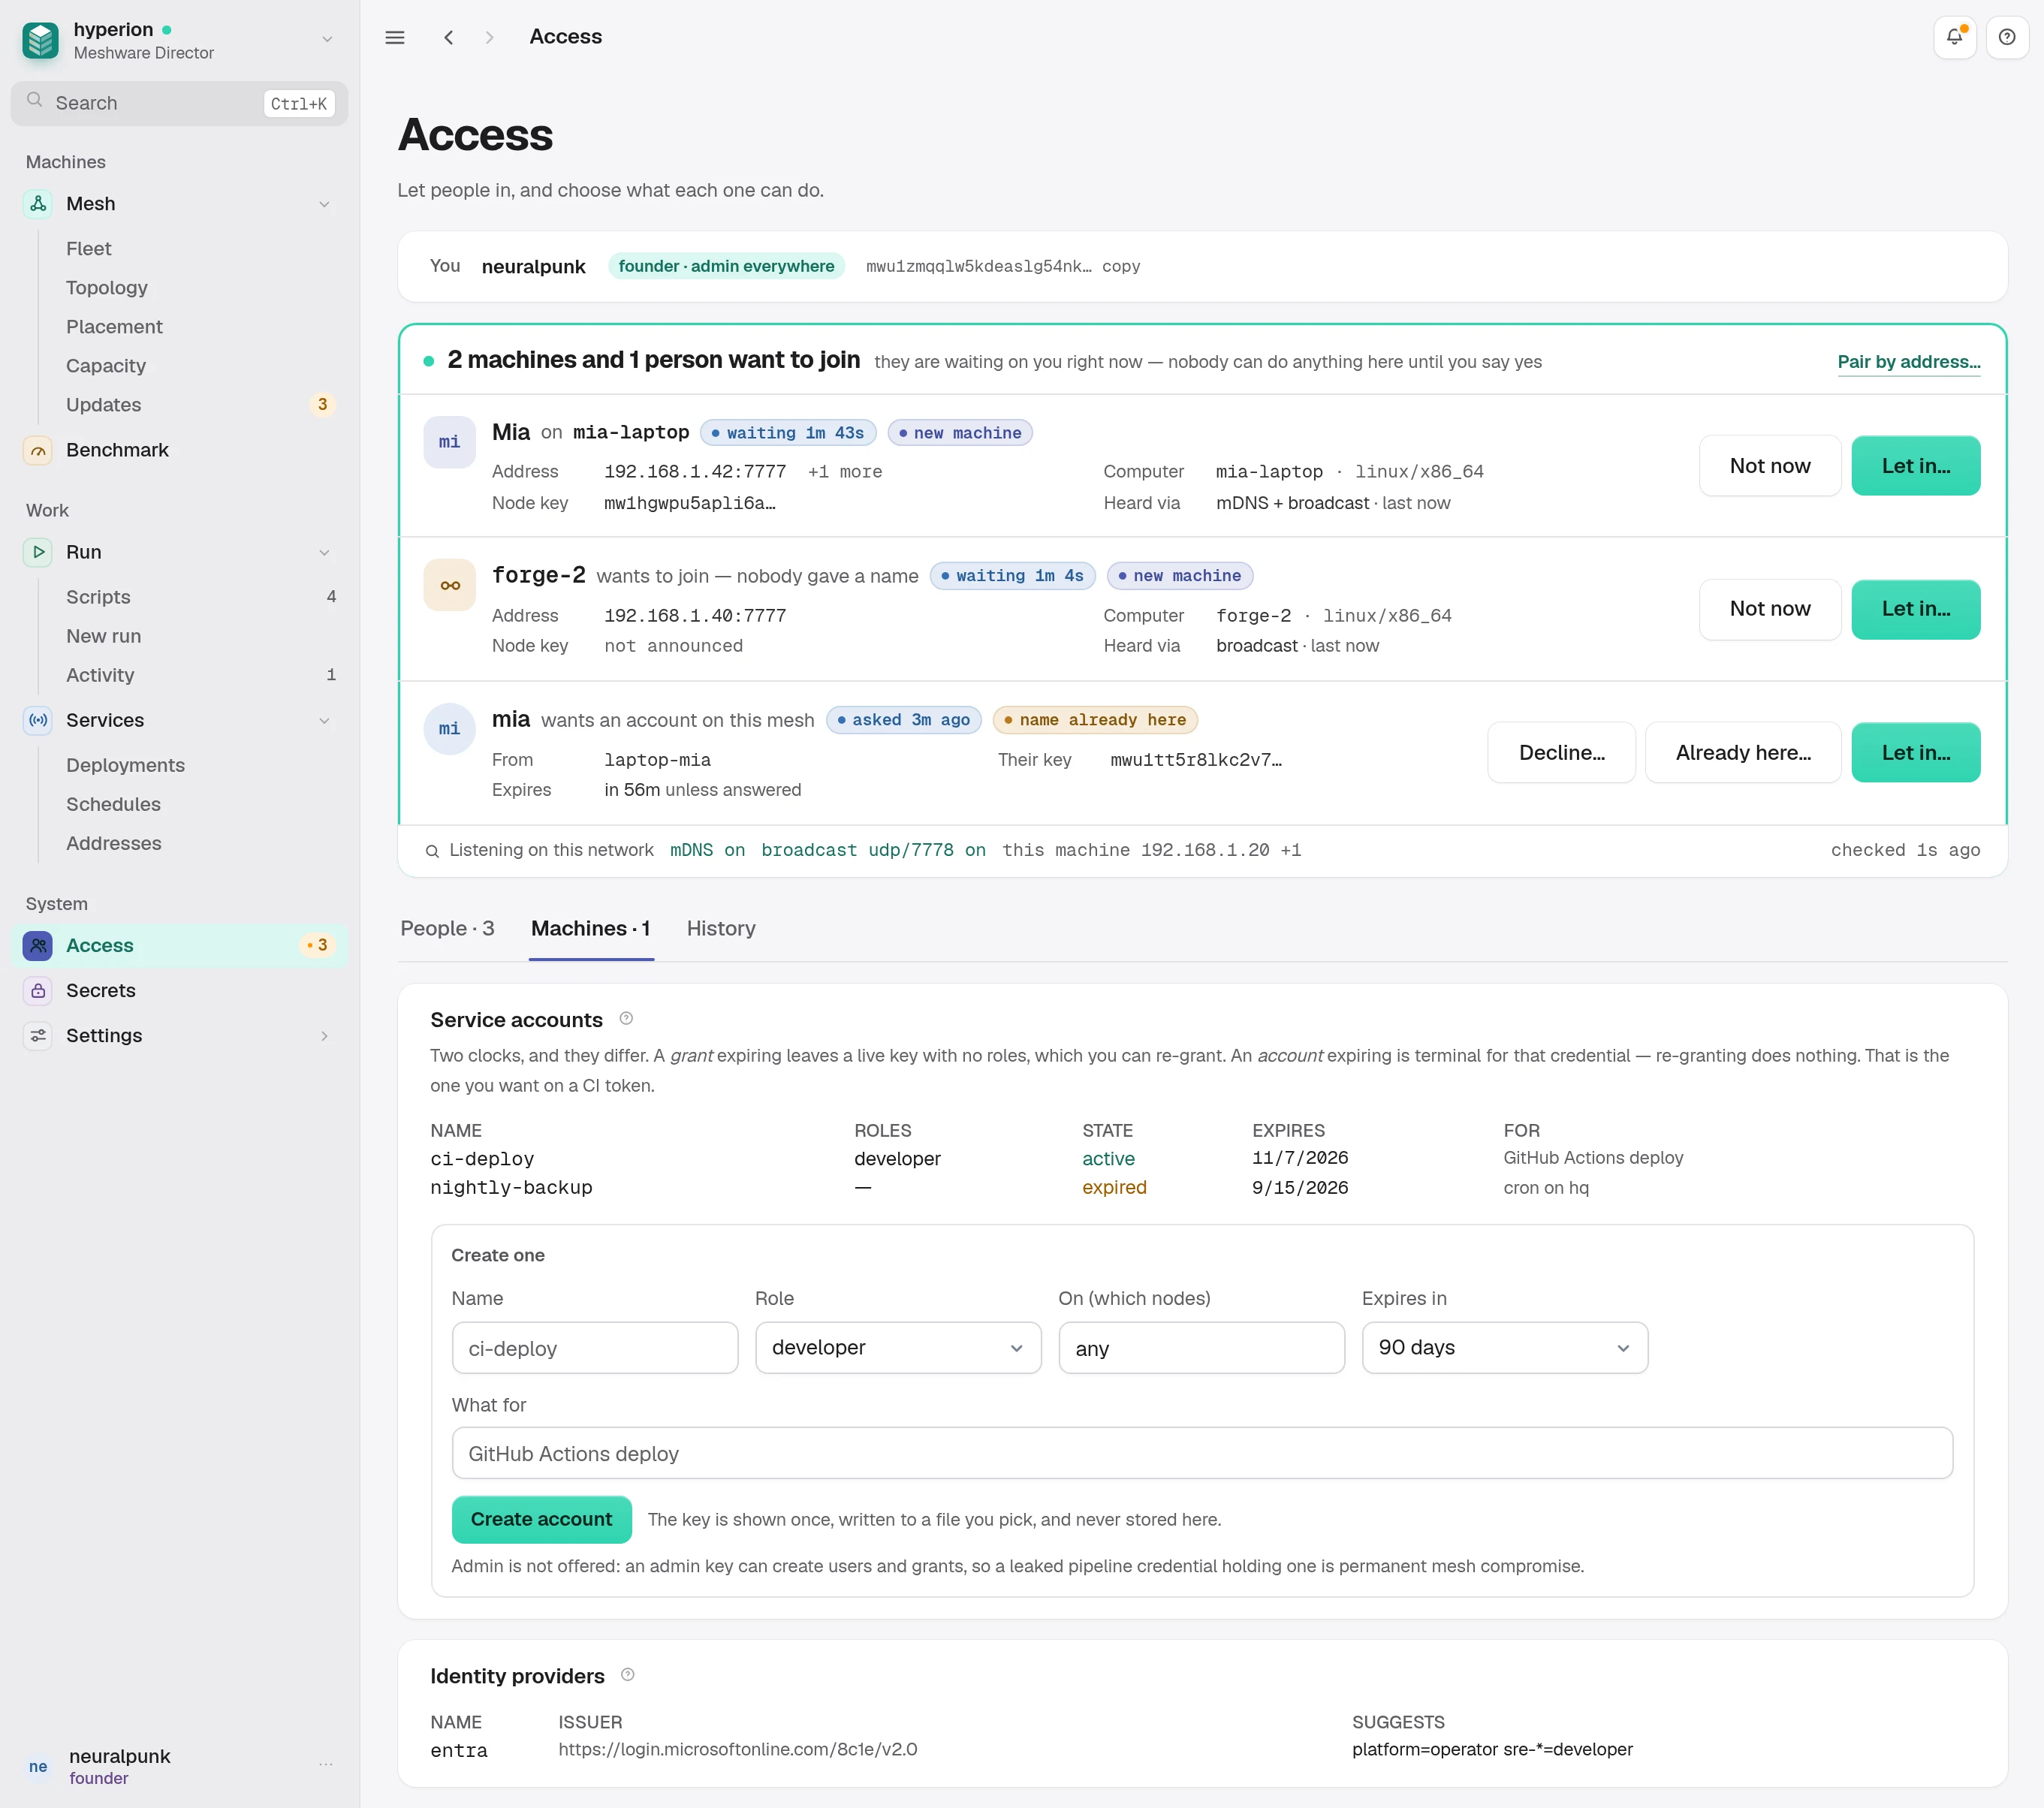 hyperion
Meshware Director
Search Ctrl+K
Machines
Mesh
Fleet
Topology
Placement
Capacity
Updates 3
Benchmark
Work
Run
Scripts 4
New run
Activity 1
Services
Deployments
Schedules
Addresses
System
Access • 3
Secrets
Settings
ne neuralpunk
founder
Access
Access
Let people in, and choose what each one can do.
You neuralpunk founder · admin everywhere mwu1zmqqlw5kdeaslg54nk… copy
2 machines and 1 person want to join they are waiting on you right now — nobody can do anything here until you say yes Pair by address…
mi Mia on mia-laptop waiting 1m 43s new machine
Address 192.168.1.42:7777 +1 more Computer mia-laptop · linux/x86_64
Node key mw1hgwpu5apli6a… Heard via mDNS + broadcast · last now
Not now Let in…
forge-2 wants to join — nobody gave a name waiting 1m 4s new machine
Address 192.168.1.40:7777 Computer forge-2 · linux/x86_64
Node key not announced Heard via broadcast · last now
Not now Let in…
mi mia wants an account on this mesh asked 3m ago name already here
From laptop-mia Their key mwu1tt5r8lkc2v7…
Expires in 56m unless answered
Decline… Already here… Let in…
Listening on this network mDNS on broadcast udp/7778 on this machine 192.168.1.20 +1 checked 1s ago
People · 3 Machines · 1 History
Service accounts
Two clocks, and they differ. A grant expiring leaves a live key with no roles, which you can re-grant. An account expiring is terminal for that credential — re-granting does nothing. That is the
one you want on a CI token.
NAME ROLES STATE EXPIRES FOR
ci-deploy developer active 11/7/2026 GitHub Actions deploy
nightly-backup — expired 9/15/2026 cron on hq
Create one
Name Role On (which nodes) Expires in
ci-deploy developer any 90 days
What for
GitHub Actions deploy
Create account The key is shown once, written to a file you pick, and never stored here.
Admin is not offered: an admin key can create users and grants, so a leaked pipeline credential holding one is permanent mesh compromise.
Identity providers
NAME ISSUER SUGGESTS
entra https://login.microsoftonline.com/8c1e/v2.0 platform=operator sre-*=developer